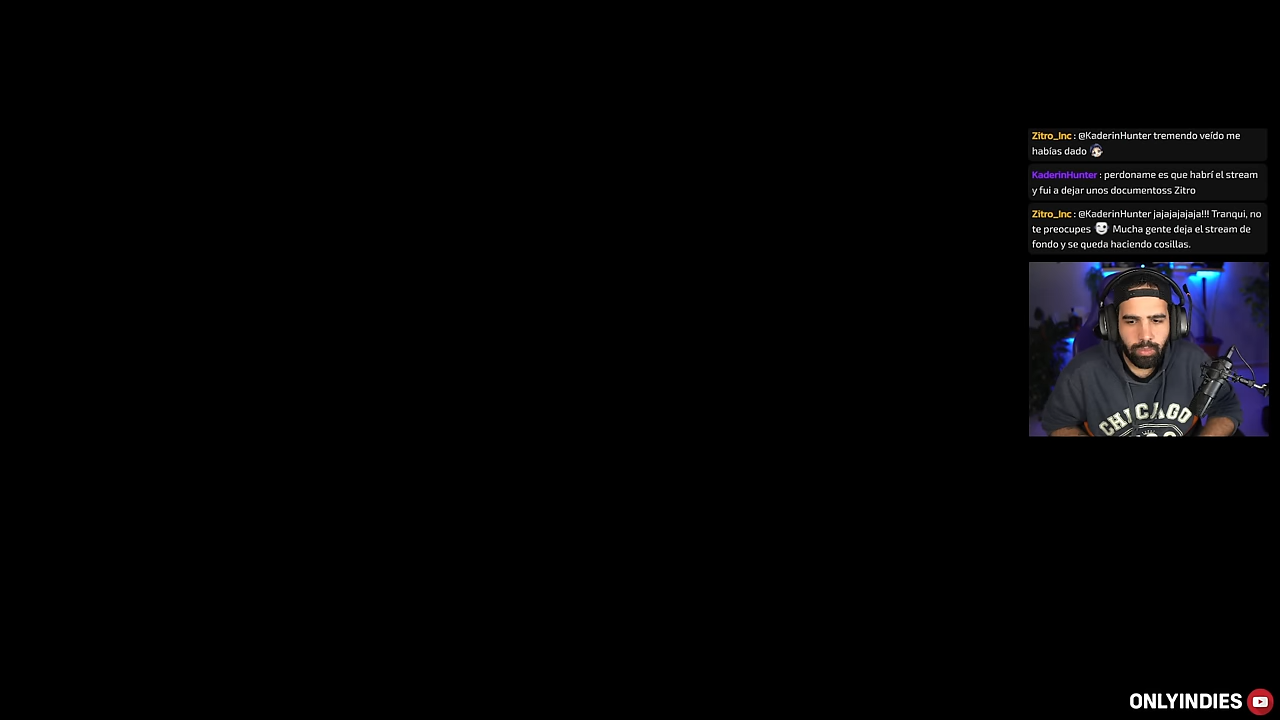 Zitro_Inc : @KaderinHunter tremendo veído me
habías dado
KaderinHunter : perdoname es que habrí el stream
y fui a dejar unos documentoss Zitro
Zitro_Inc : @KaderinHunter jajajajajaja!!! Tranqui, no
te preocupes Mucha gente deja el stream de
fondo y se queda haciendo cosillas.
CHICAGO
ONLYINDIES